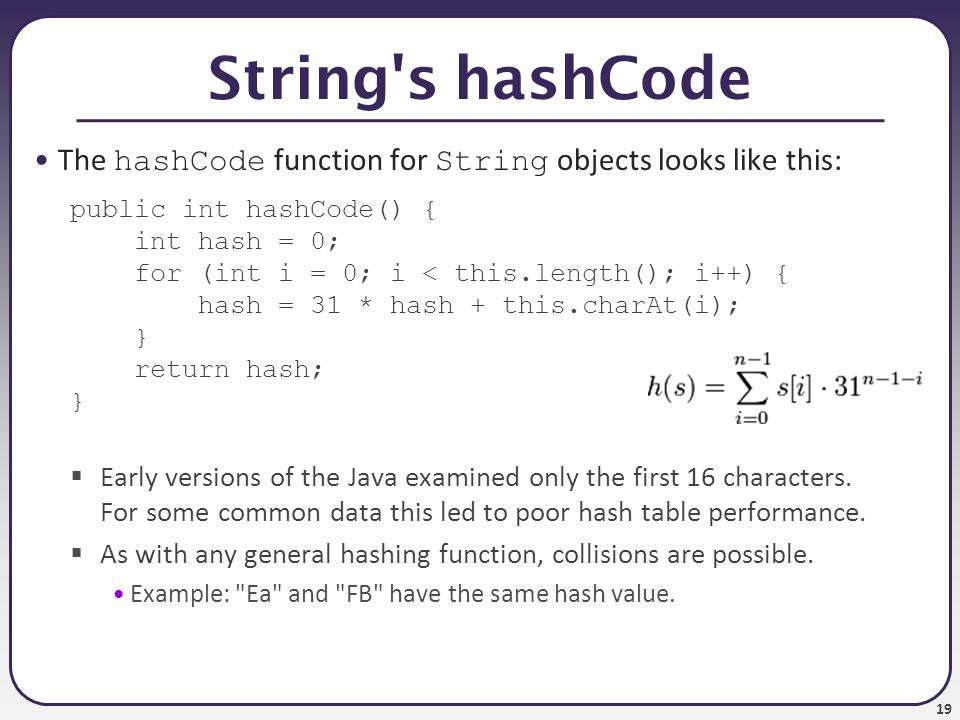 String's hashCode
• The hashCode function for String objects looks like this:
public int hashCode() {
    int hash = 0;
    for (int i = 0; i < this.length(); i++) {
        hash = 31 * hash + this.charAt(i);
    }
    return hash;
}
h(s) = ∑_{i=0}^{n−1} s[i] · 31^{n−1−i}
▪ Early versions of the Java examined only the first 16 characters.
For some common data this led to poor hash table performance.
▪ As with any general hashing function, collisions are possible.
• Example: "Ea" and "FB" have the same hash value.
19